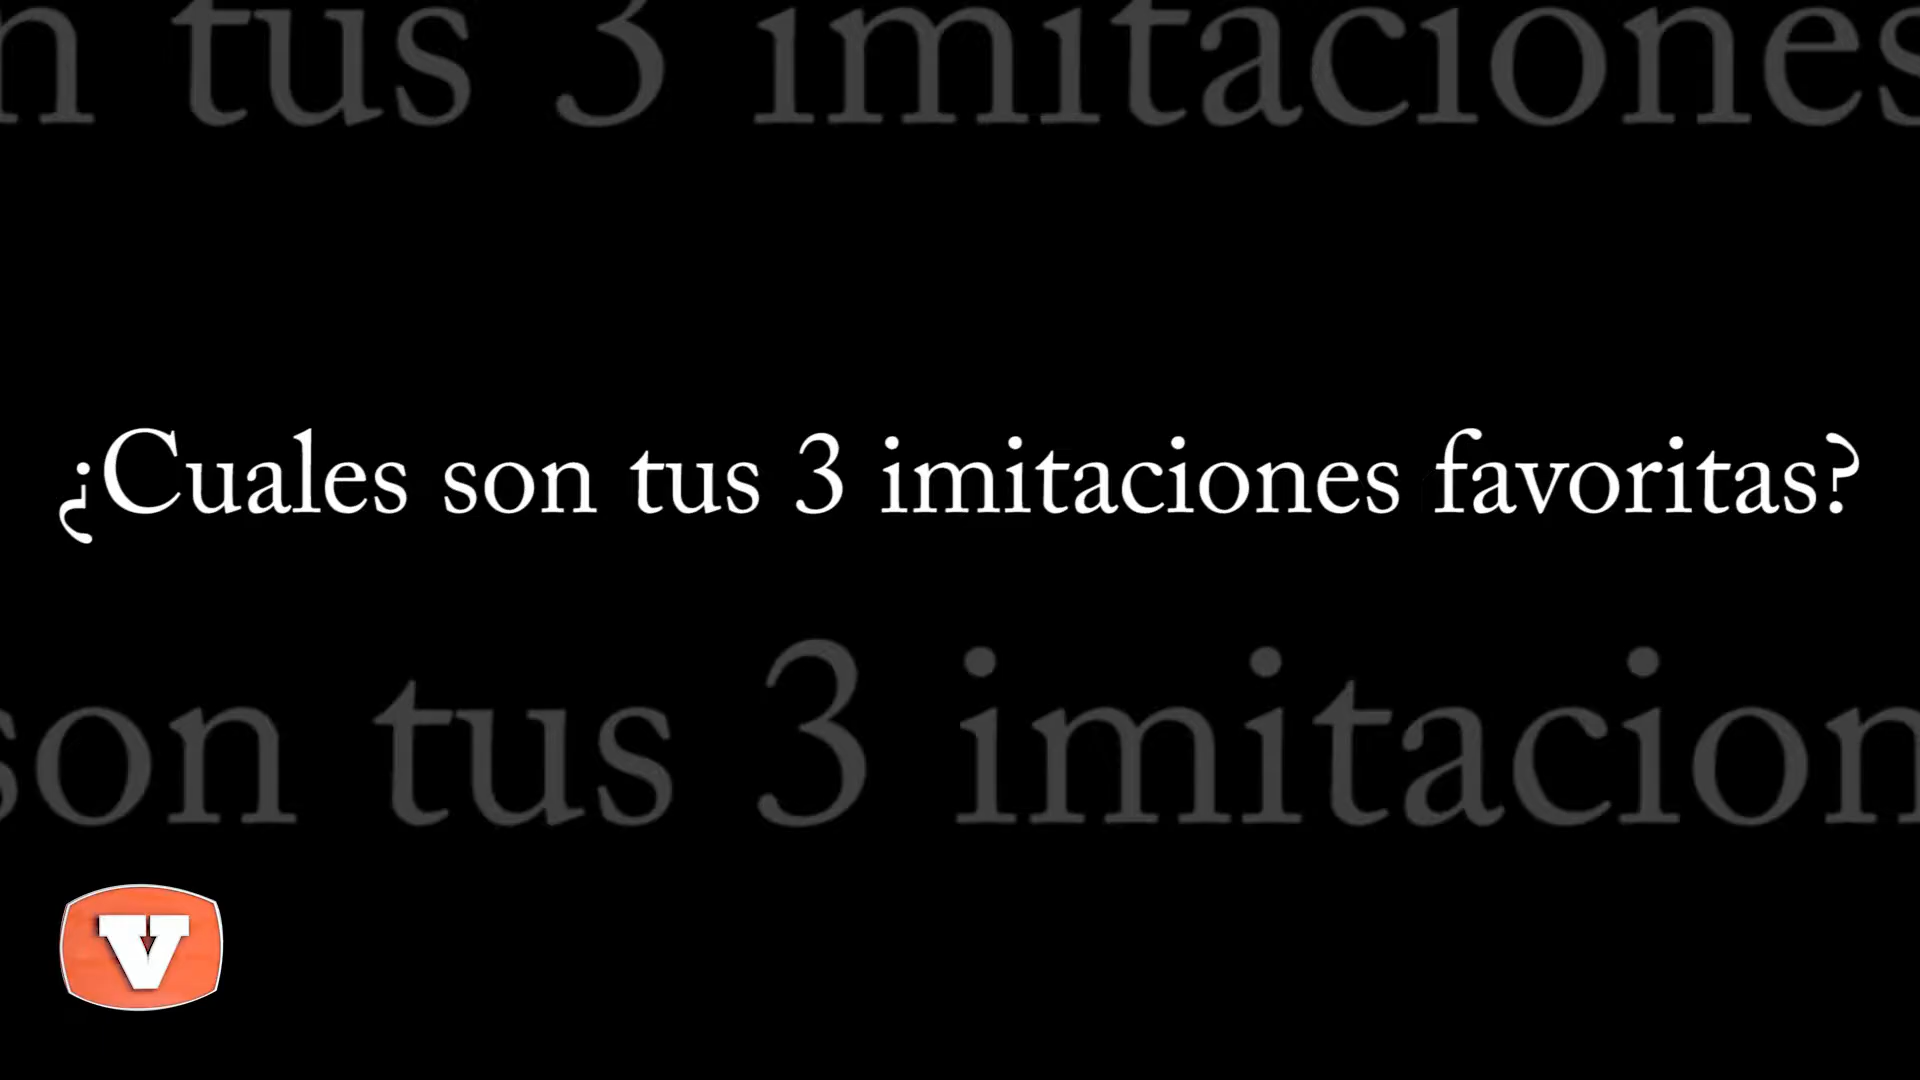 n tus 3 imitaciones
¿Cuales son tus 3 imitaciones favoritas?
son tus 3 imitacion
V